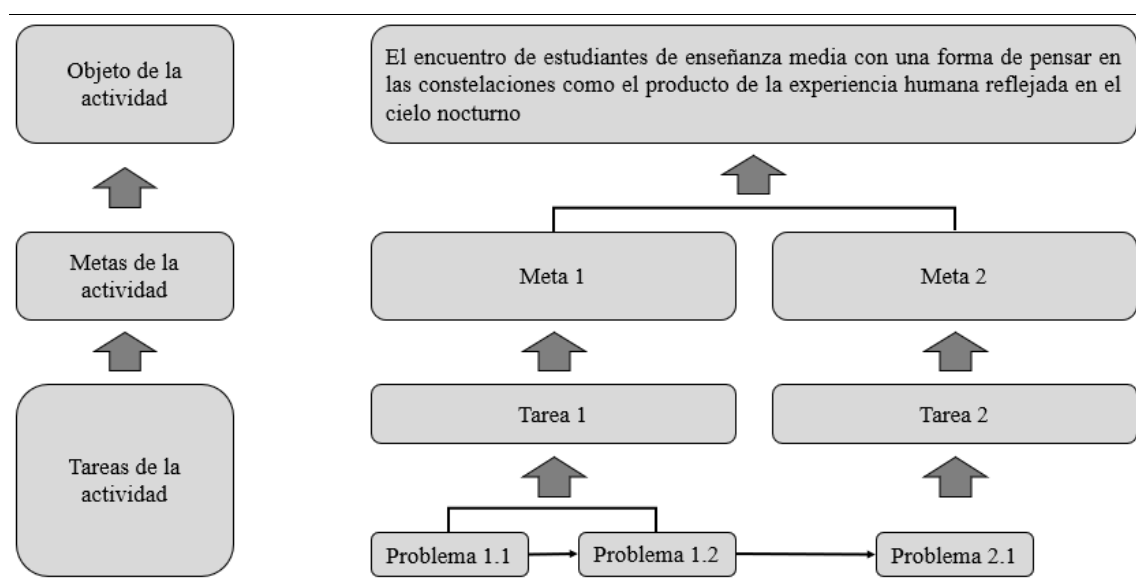 Objeto de la
actividad
El encuentro de estudiantes de enseñanza media con una forma de pensar en
las constelaciones como el producto de la experiencia humana reflejada en el
cielo nocturno
Metas de la
actividad
Meta 1
Meta 2
Tareas de la
actividad
Tarea 1
Tarea 2
Problema 1.1
Problema 1.2
Problema 2.1